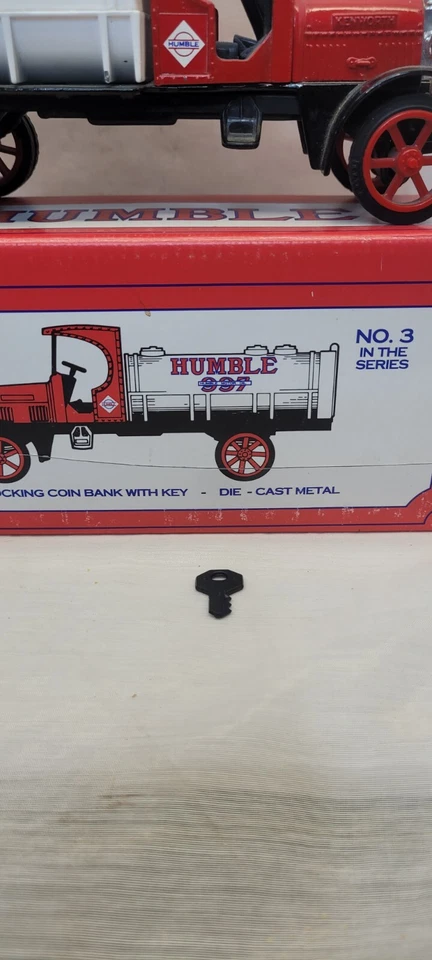 HUMBLE
KENWORTH
HUMBLE
HUMBLE
997
NO. 3
IN THE
SERIES
OCKING COIN BANK WITH KEY - DIE - CAST METAL